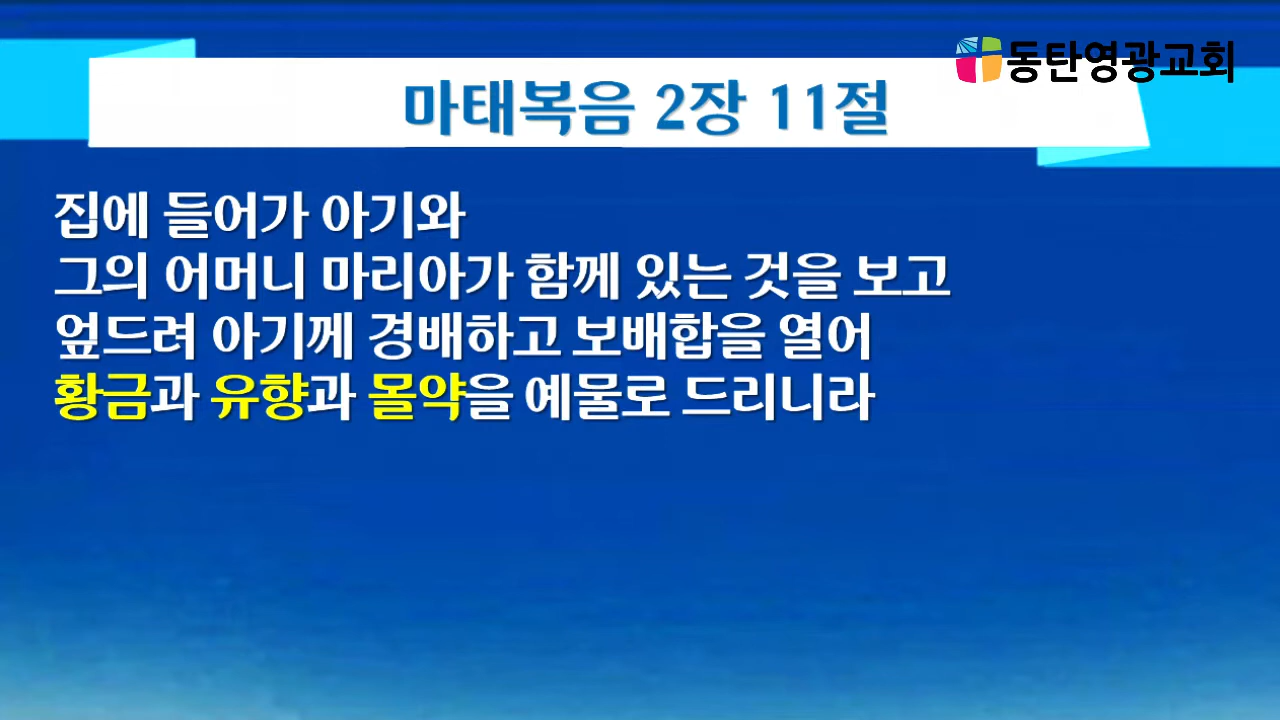 동탄영광교회
마태복음 2장 11절
집에 들어가 아기와
그의 어머니 마리아가 함께 있는 것을 보고
엎드려 아기께 경배하고 보배합을 열어
황금과 유향과 몰약을 예물로 드리니라